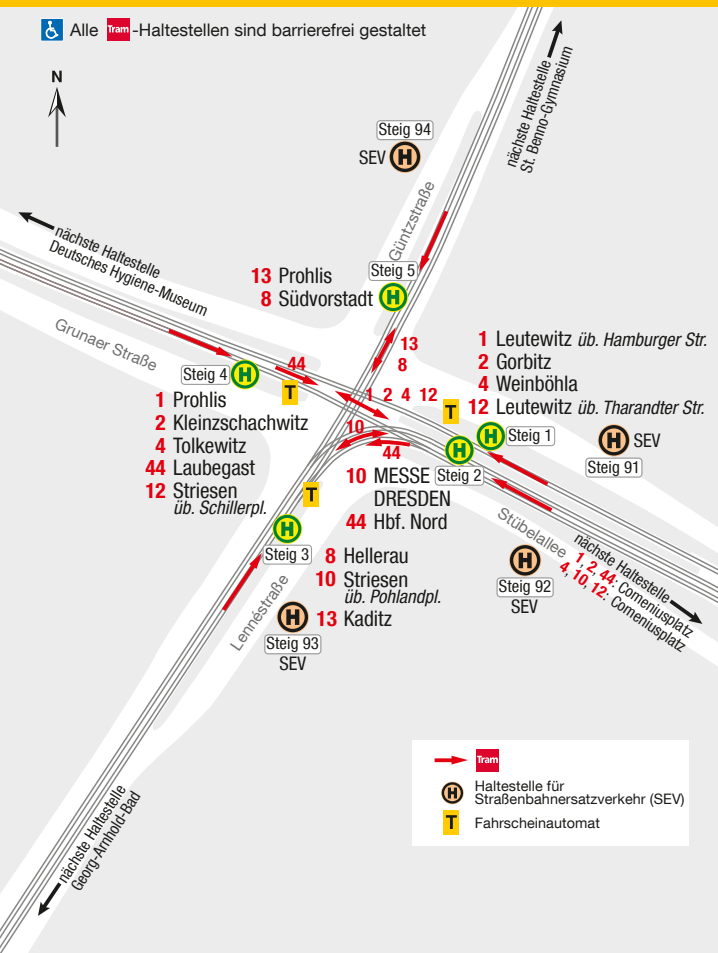 Alle Tram-Haltestellen sind barrierefrei gestaltet
N
nächste Haltestelle
St. Benno-Gymnasium
Steig 94
SEV H
Güntzstraße
nächste Haltestelle
Deutsches Hygiene-Museum
Grunaer Straße
13 Prohlis
8 Südvorstadt
Steig 5
H
13
8
Steig 4
H
44
T
1 Prohlis
2 Kleinzschachwitz
4 Tolkewitz
44 Laubegast
12 Striesen
üb. Schillerpl.
1 2 4 12
T
1 Leutewitz üb. Hamburger Str.
2 Gorbitz
4 Weinböhla
12 Leutewitz üb. Tharandter Str.
H Steig 1
H SEV
Steig 91
10
44
H
Steig 2
10 MESSE
DRESDEN
44 Hbf. Nord
T
H
Steig 3
8 Hellerau
10 Striesen
üb. Pohlandpl.
13 Kaditz
Lennéstraße
H
Steig 93
SEV
Stübelallee
H
Steig 92
SEV
nächste Haltestelle
1, 2, 44: Comeniusplatz
4, 10, 12: Comeniusplatz
nächste Haltestelle
Georg-Arnhold-Bad
Tram
H Haltestelle für
Straßenbahnersatzverkehr (SEV)
T Fahrscheinautomat